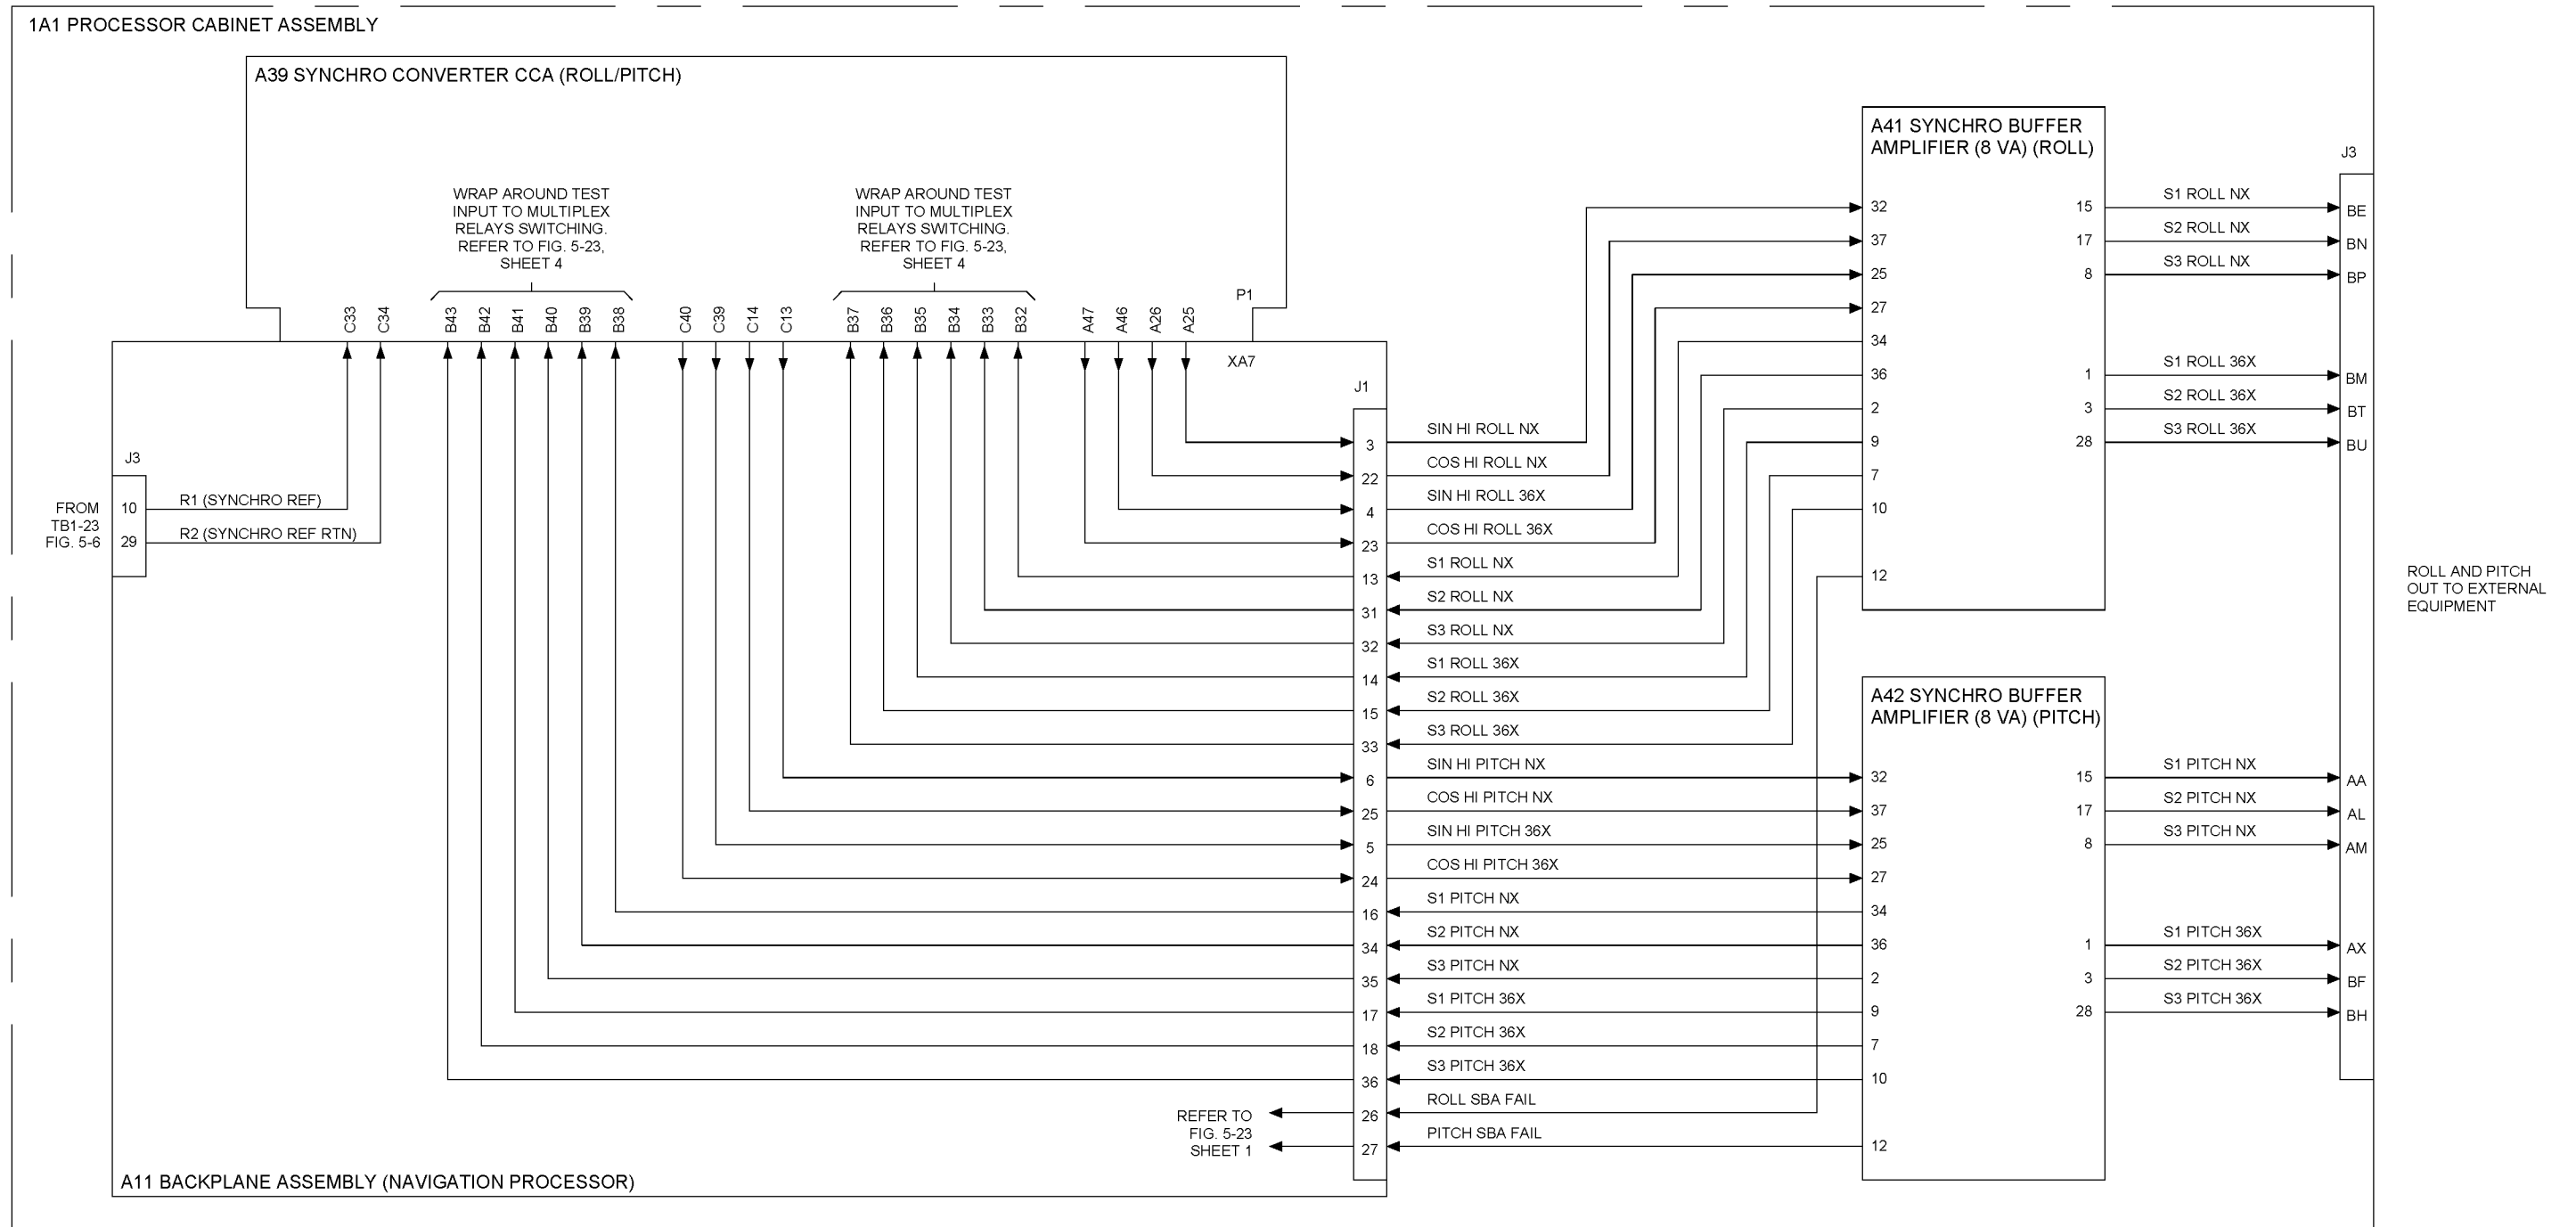 1A1 PROCESSOR CABINET ASSEMBLY
A39 SYNCHRO CONVERTER CCA (ROLL/PITCH)
WRAP AROUND TEST
INPUT TO MULTIPLEX
RELAYS SWITCHING.
REFER TO FIG. 5-23,
SHEET 4
WRAP AROUND TEST
INPUT TO MULTIPLEX
RELAYS SWITCHING.
REFER TO FIG. 5-23,
SHEET 4
P1
C33
C34
B43
B42
B41
B40
B39
B38
C40
C39
C14
C13
B37
B36
B35
B34
B33
B32
A47
A46
A26
A25
XA7
J3
FROM
TB1-23
FIG. 5-6
10
29
R1 (SYNCHRO REF)
R2 (SYNCHRO REF RTN)
J1
3
22
4
23
13
31
32
14
15
33
6
25
5
24
16
34
35
17
18
36
26
27
REFER TO
FIG. 5-23
SHEET 1
A11 BACKPLANE ASSEMBLY (NAVIGATION PROCESSOR)
SIN HI ROLL NX
COS HI ROLL NX
SIN HI ROLL 36X
COS HI ROLL 36X
S1 ROLL NX
S2 ROLL NX
S3 ROLL NX
S1 ROLL 36X
S2 ROLL 36X
S3 ROLL 36X
SIN HI PITCH NX
COS HI PITCH NX
SIN HI PITCH 36X
COS HI PITCH 36X
S1 PITCH NX
S2 PITCH NX
S3 PITCH NX
S1 PITCH 36X
S2 PITCH 36X
S3 PITCH 36X
ROLL SBA FAIL
PITCH SBA FAIL
A41 SYNCHRO BUFFER
AMPLIFIER (8 VA) (ROLL)
32
37
25
27
34
36
2
9
7
10
12
15
17
8
1
3
28
A42 SYNCHRO BUFFER
AMPLIFIER (8 VA) (PITCH)
32
37
25
27
34
36
2
9
7
10
12
15
17
8
1
3
28
S1 ROLL NX
S2 ROLL NX
S3 ROLL NX
S1 ROLL 36X
S2 ROLL 36X
S3 ROLL 36X
S1 PITCH NX
S2 PITCH NX
S3 PITCH NX
S1 PITCH 36X
S2 PITCH 36X
S3 PITCH 36X
J3
BE
BN
BP
BM
BT
BU
AA
AL
AM
AX
BF
BH
ROLL AND PITCH
OUT TO EXTERNAL
EQUIPMENT